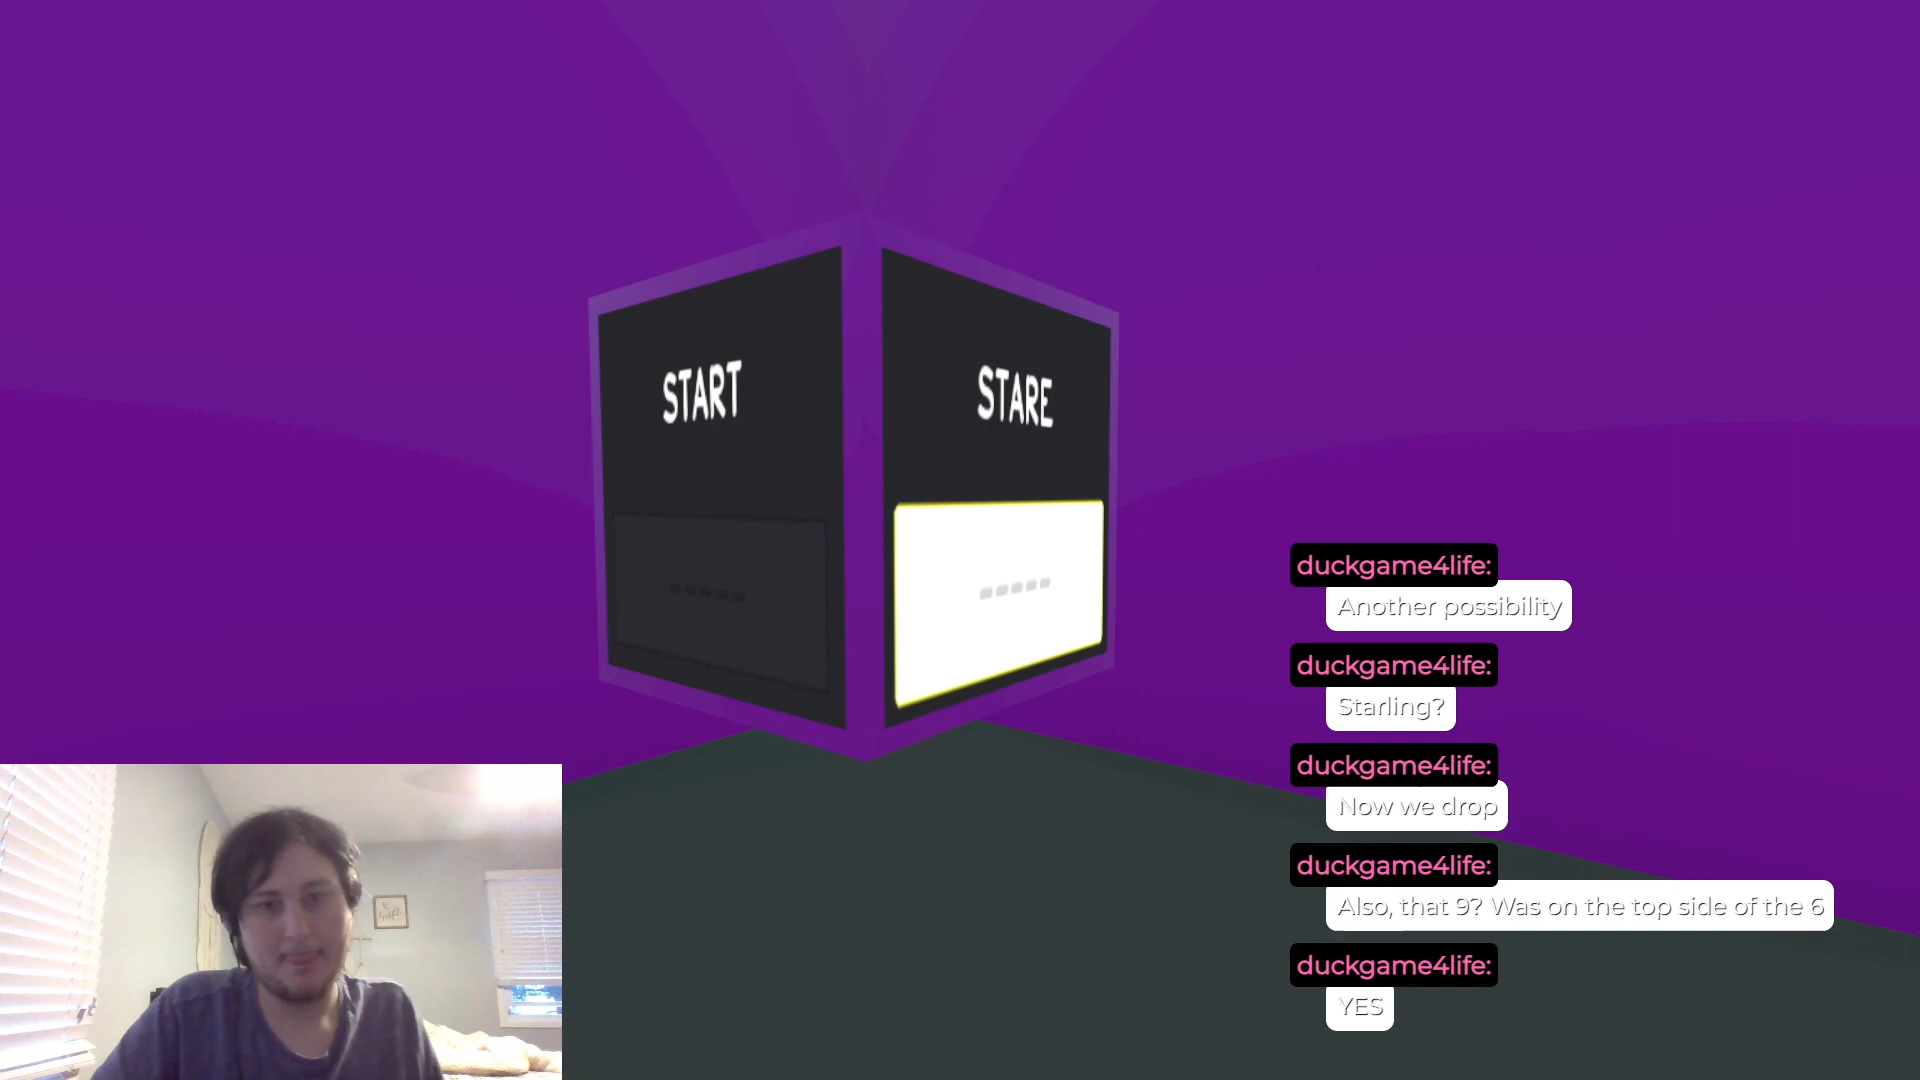 START
STARE
-----
-----
duckgame4life:
Another possibility
duckgame4life:
Starling?
duckgame4life:
Now we drop
duckgame4life:
Also, that 9? Was on the top side of the 6
duckgame4life:
YES